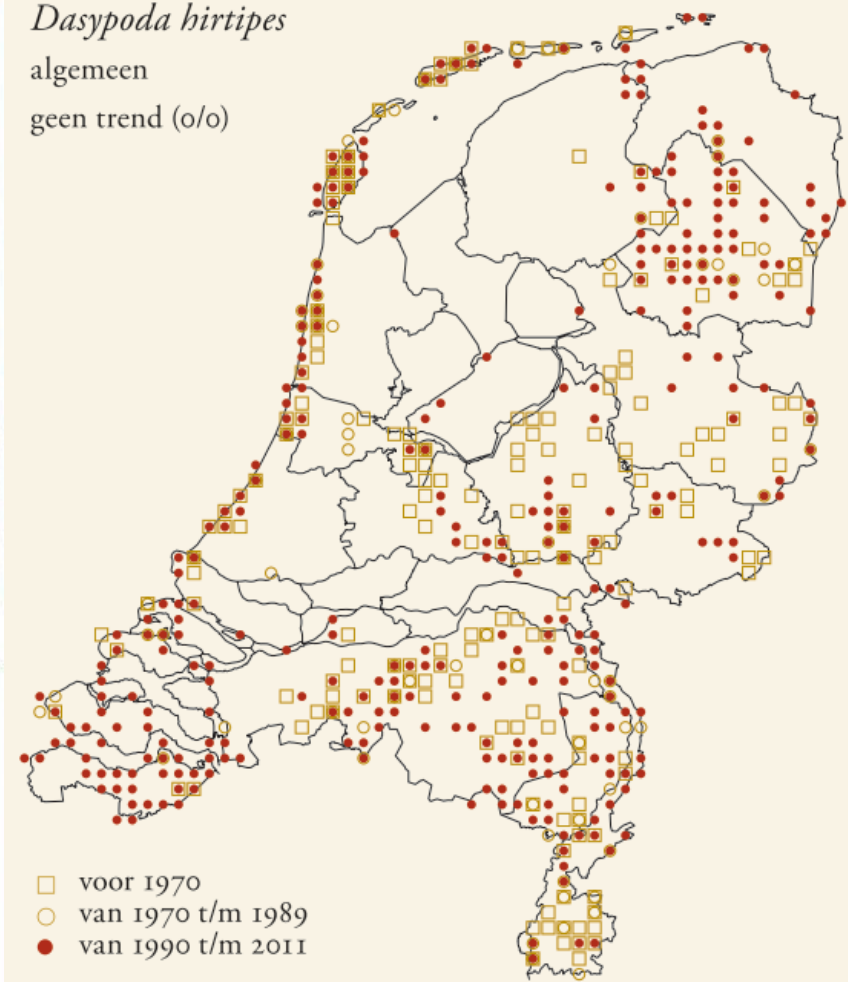 Dasypoda hirtipes
algemeen
geen trend (0/0)
voor 1970
van 1970 t/m 1989
van 1990 t/m 2011